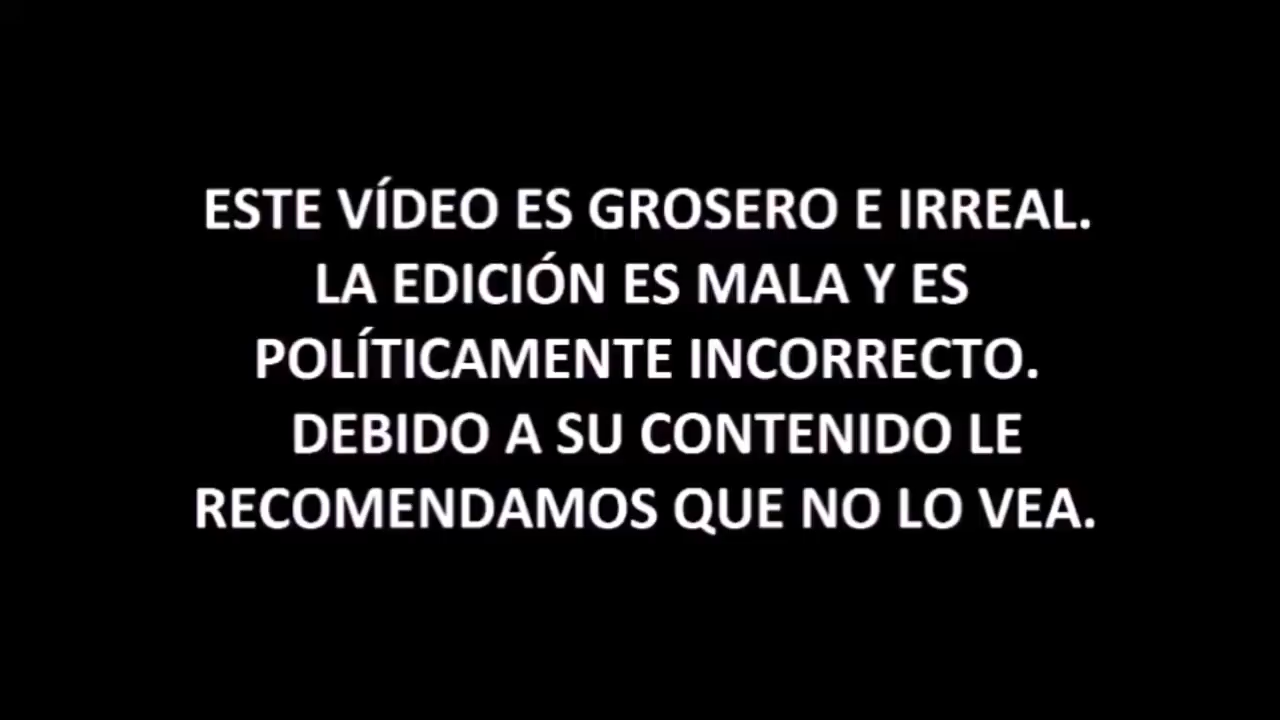 ESTE VÍDEO ES GROSERO E IRREAL.
LA EDICIÓN ES MALA Y ES
POLÍTICAMENTE INCORRECTO.
DEBIDO A SU CONTENIDO LE
RECOMENDAMOS QUE NO LO VEA.